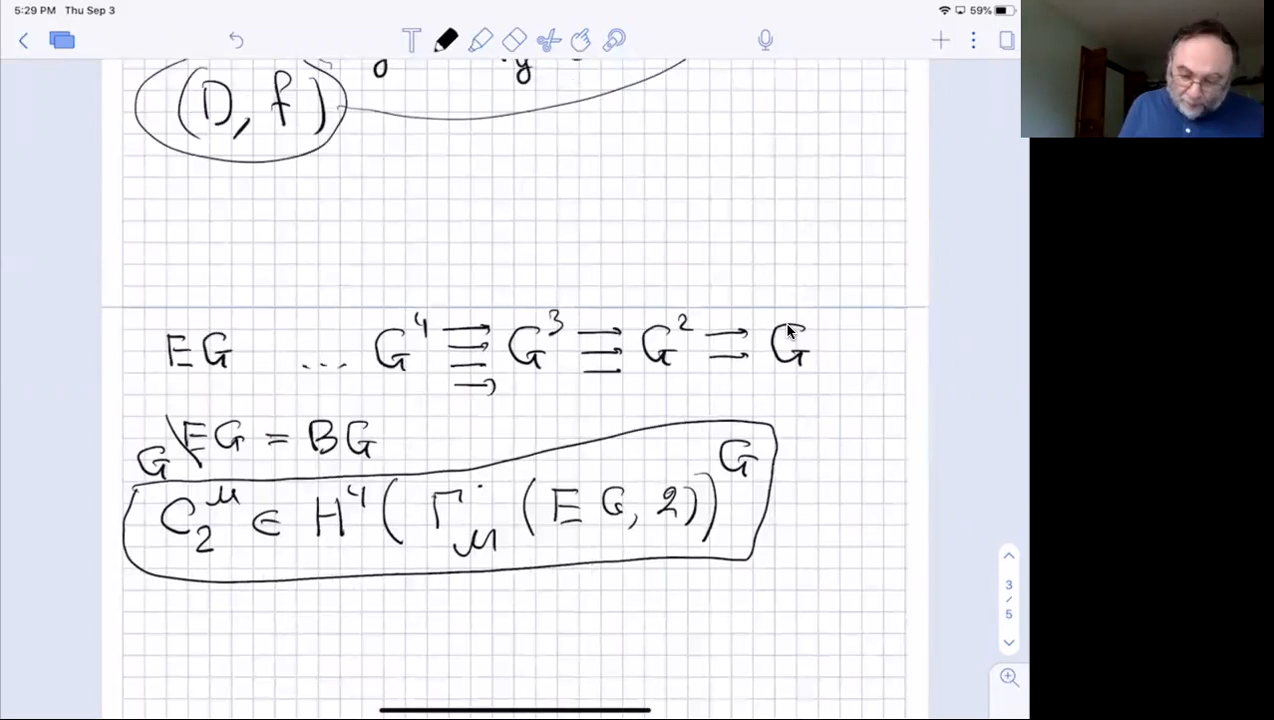 5:29 PM Thu Sep 3
59%
(D, f)
EG ... G⁴ G³ ⇉ G² ⇉ G
G\EG = BG
C₂^𝓜 ∈ H⁴(Γ˙_𝓜(EG, 2))^G
3
/
5